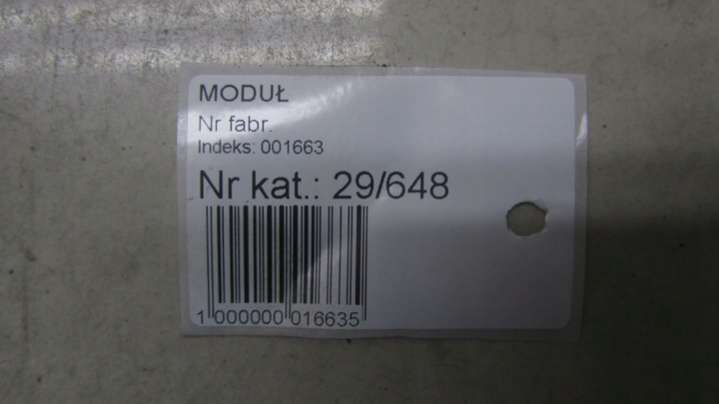 MODUŁ
Nr fabr.
Indeks: 001663
Nr kat.: 29/648
1 000000 016635